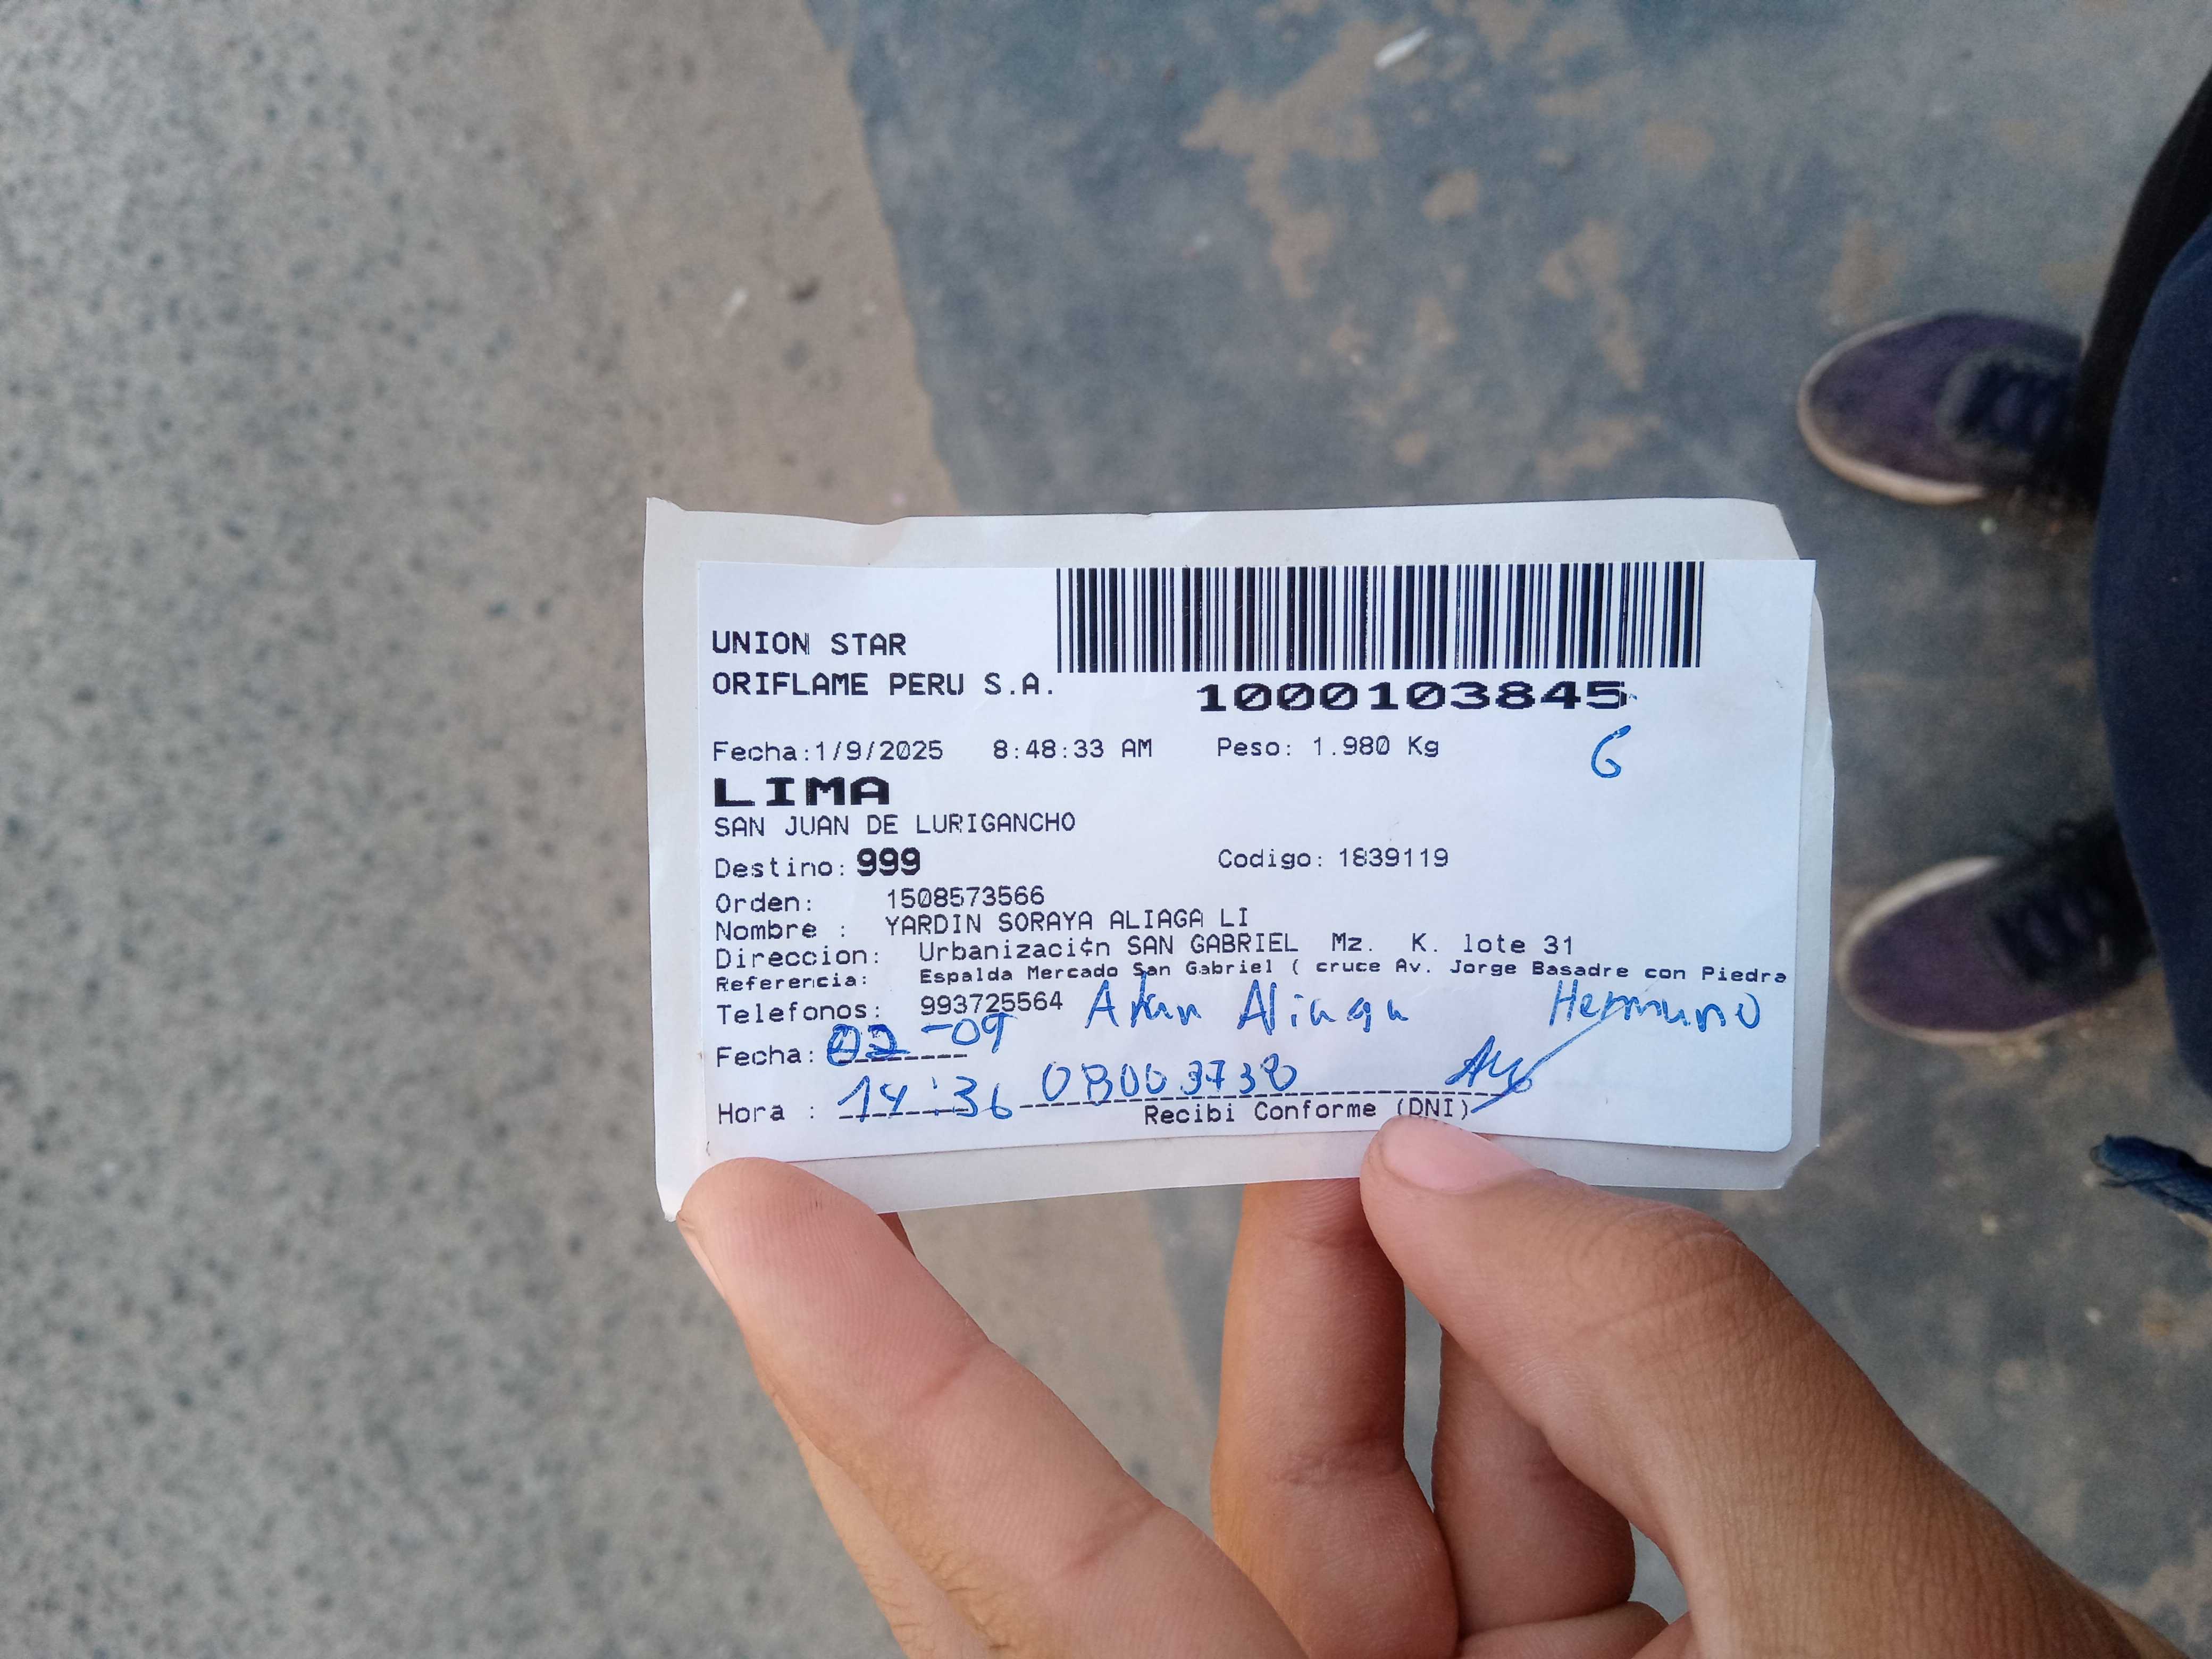 UNION STAR
ORIFLAME PERU S.A.
1000103845
Fecha:1/9/2025 8:48:33 AM Peso: 1.980 Kg
6
LIMA
SAN JUAN DE LURIGANCHO
Destino: 999 Codigo: 1839119
Orden: 1508573566
Nombre : YARDIN SORAYA ALIAGA LI
Direccion: Urbanizaci¢n SAN GABRIEL Mz. K. lote 31
Referencia: Espalda Mercado San Gabriel ( cruce Av. Jorge Basadre con Piedra
Telefonos: 993725564 Aliaga Hermano
Fecha: 02-09
Hora : 14:36
Recibi Conforme (DNI)